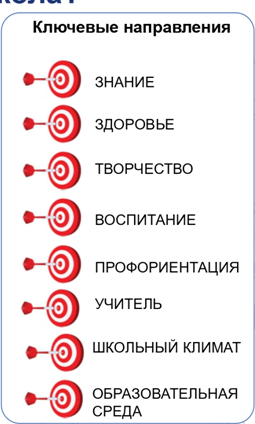 Ключевые направления
ЗНАНИЕ
ЗДОРОВЬЕ
ТВОРЧЕСТВО
ВОСПИТАНИЕ
ПРОФОРИЕНТАЦИЯ
УЧИТЕЛЬ
ШКОЛЬНЫЙ КЛИМАТ
ОБРАЗОВАТЕЛЬНАЯ
СРЕДА